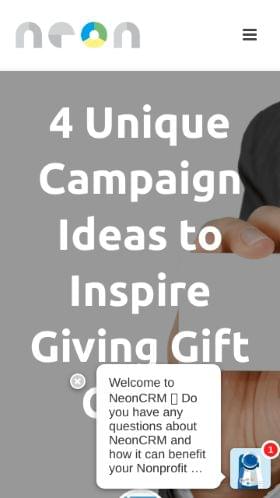 neon
4 Unique
Campaign
Ideas to
Inspire
Giving Gift
Welcome to
NeonCRM ▯ Do
you have any
questions about
NeonCRM and
how it can benefit
your Nonprofit ...
1